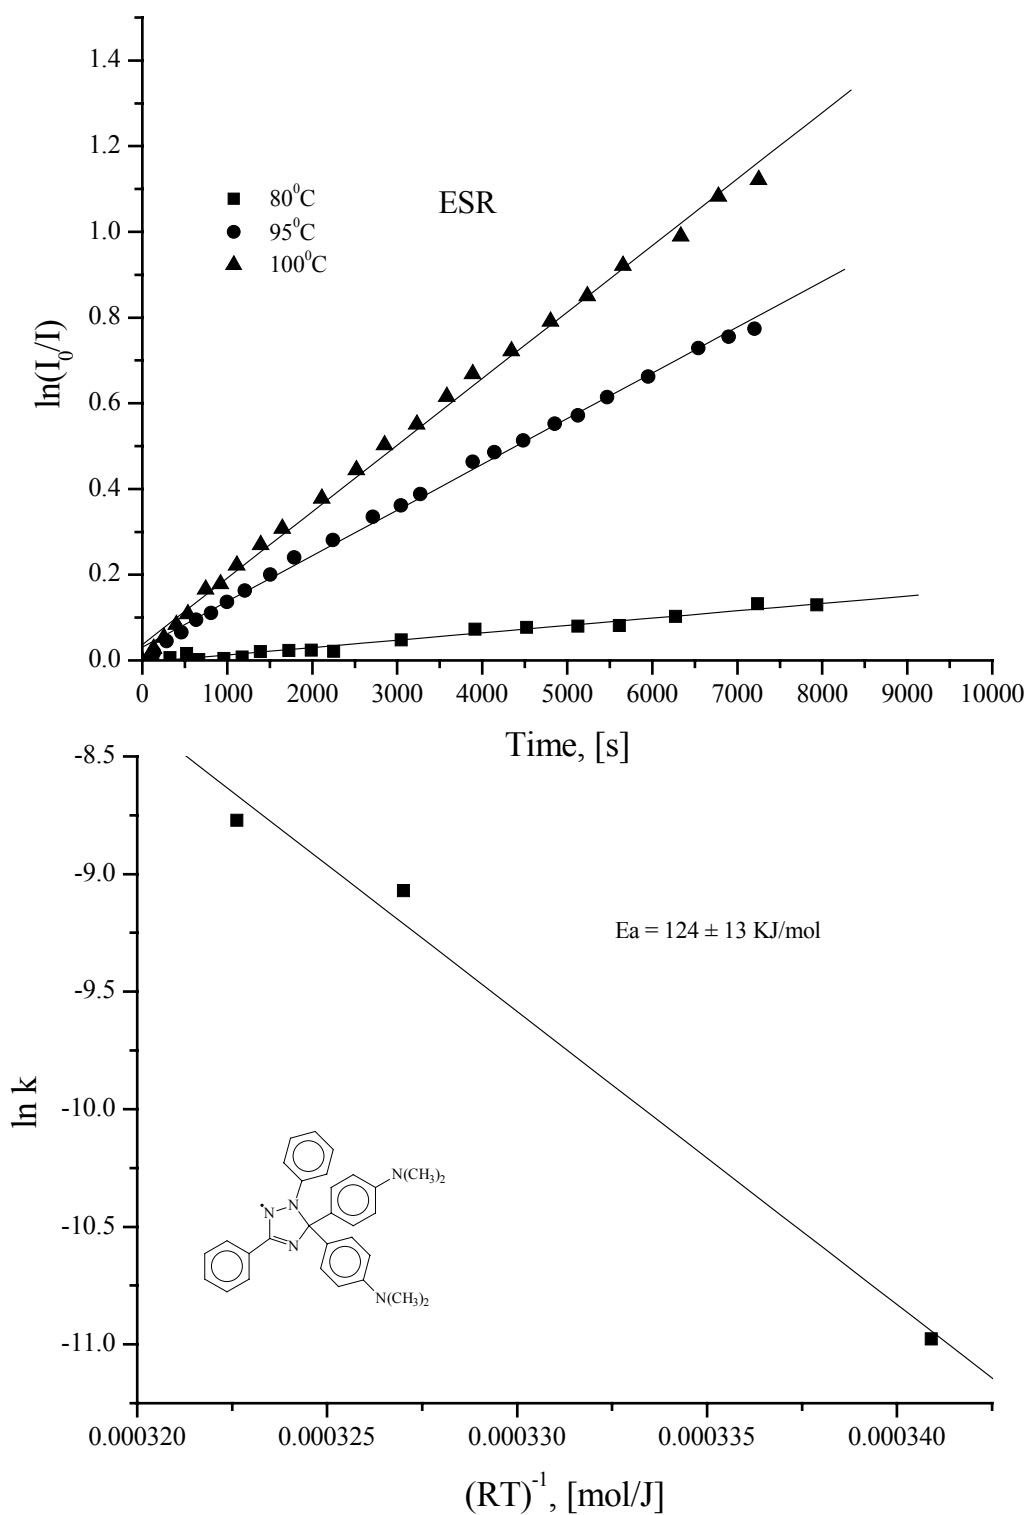 1.4
1.2
1.0
0.8
0.6
0.4
0.2
0.0
ln(I₀/I)
80⁰C
95⁰C
100⁰C
ESR
0 1000 2000 3000 4000 5000 6000 7000 8000 9000 10000
Time, [s]
-8.5
-9.0
-9.5
-10.0
-10.5
-11.0
ln k
Ea = 124 ± 13 KJ/mol
N(CH₃)₂
N
N
N
N(CH₃)₂
0.000320 0.000325 0.000330 0.000335 0.000340
(RT)⁻¹, [mol/J]